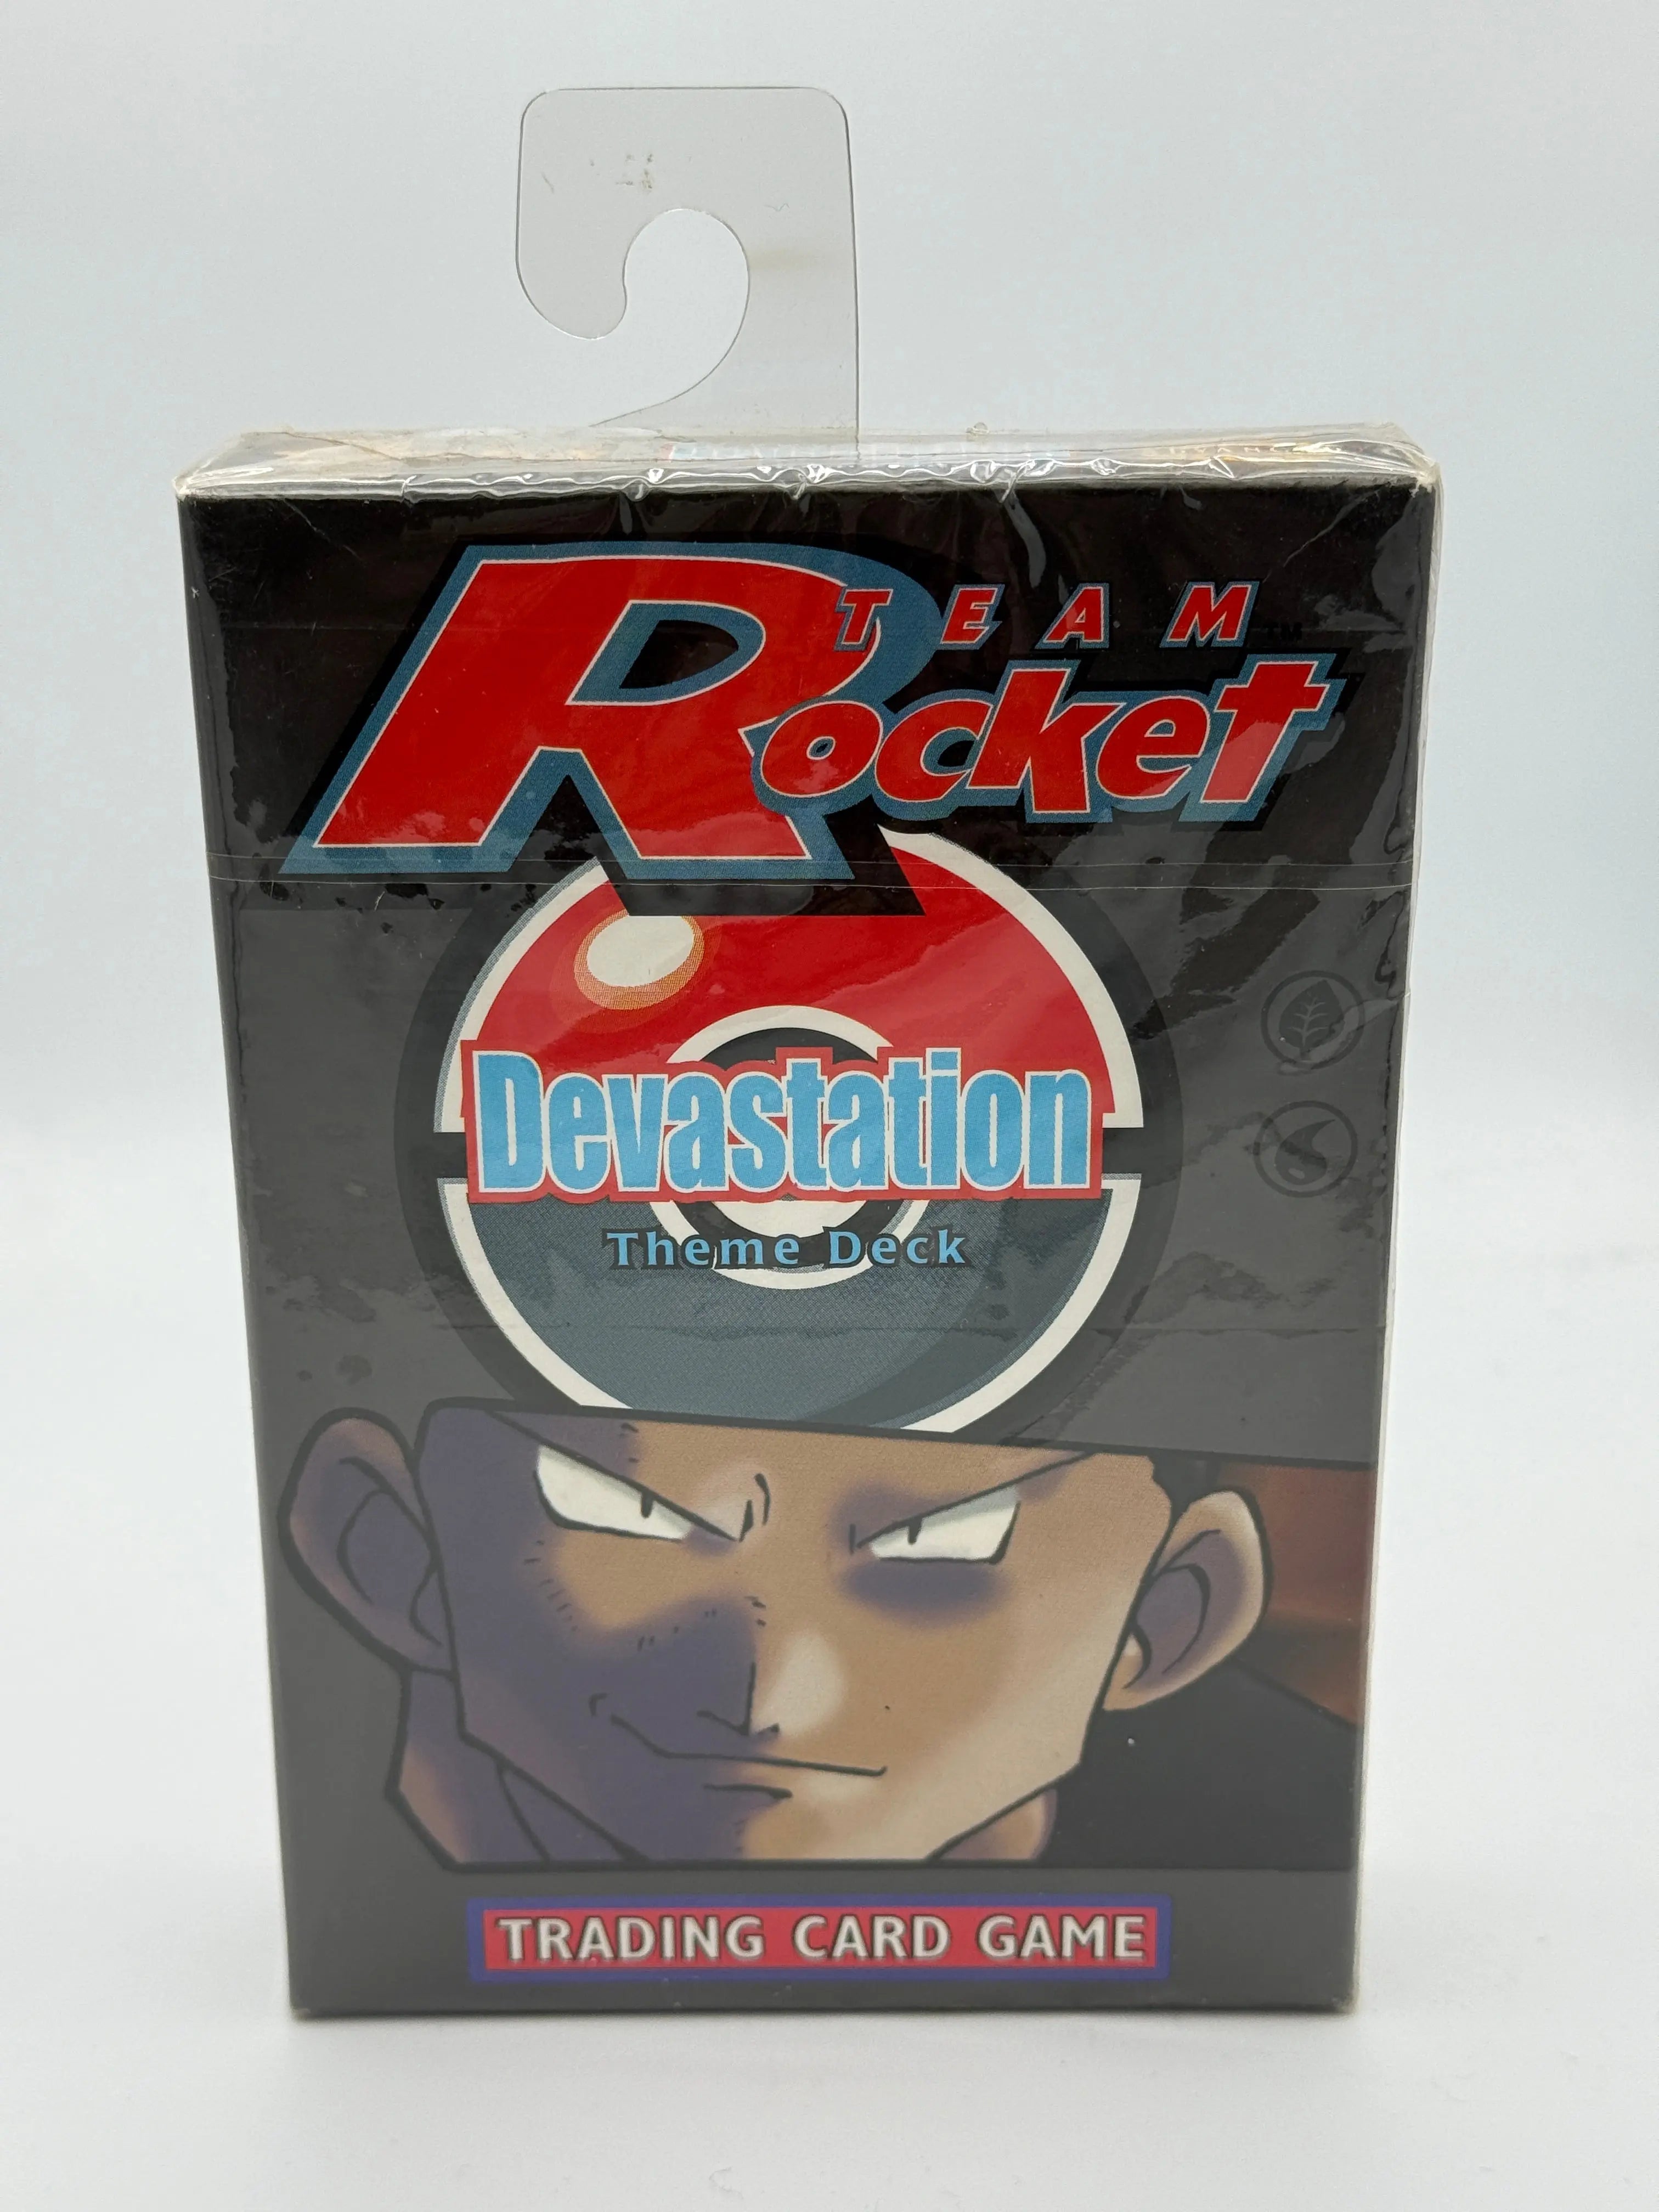 TEAM
Rocket
Devastation
Theme Deck
TRADING CARD GAME